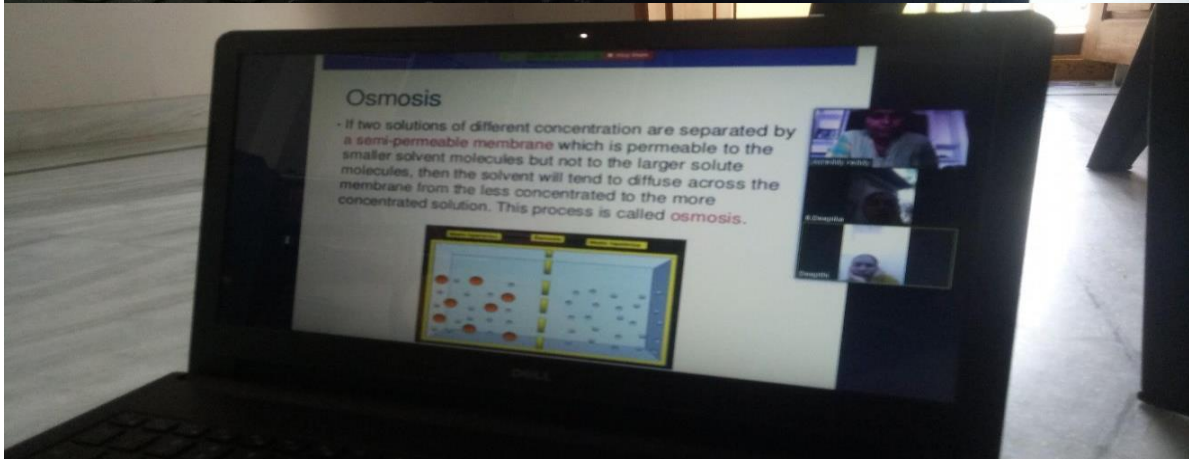 Osmosis
- If two solutions of different concentration are separated by
a semi-permeable membrane which is permeable to the
smaller solvent molecules but not to the larger solute
molecules, then the solvent will tend to diffuse across the
membrane from the less concentrated to the more
concentrated solution. This process is called osmosis.
K.Deepthi
Deepthi
DELL